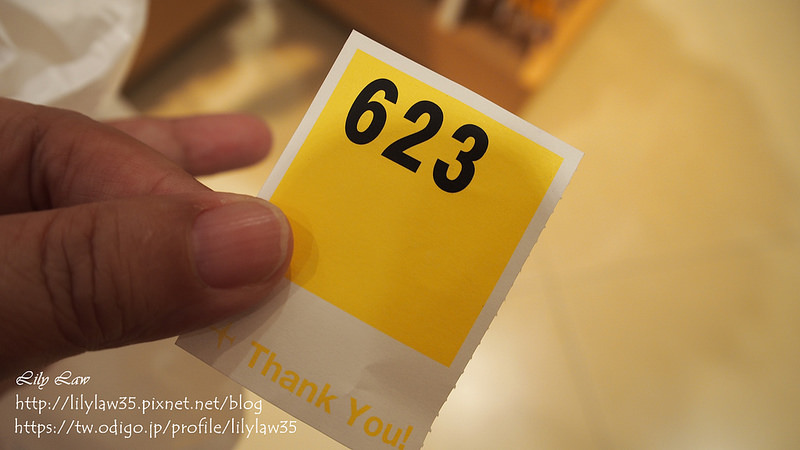 623
Thank You!
Lily Law
http://lilylaw35.pixnet.net/blog
https://tw.odigo.jp/profile/lilylaw35